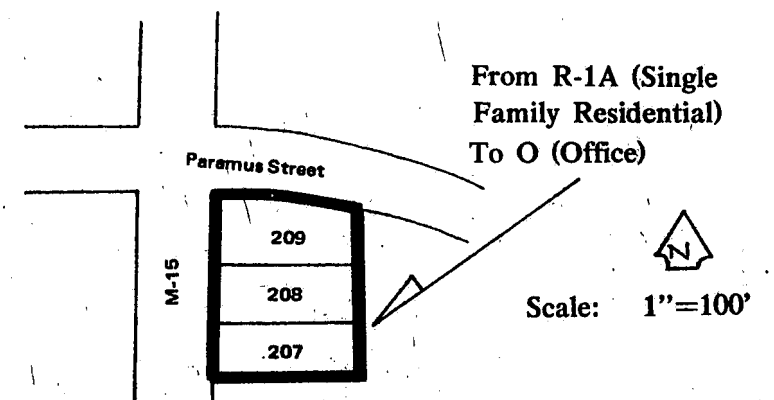 From R-1A (Single
Family Residential)
To O (Office)
Paramus Street
209
208
207
M-15
N
Scale: 1"=100'